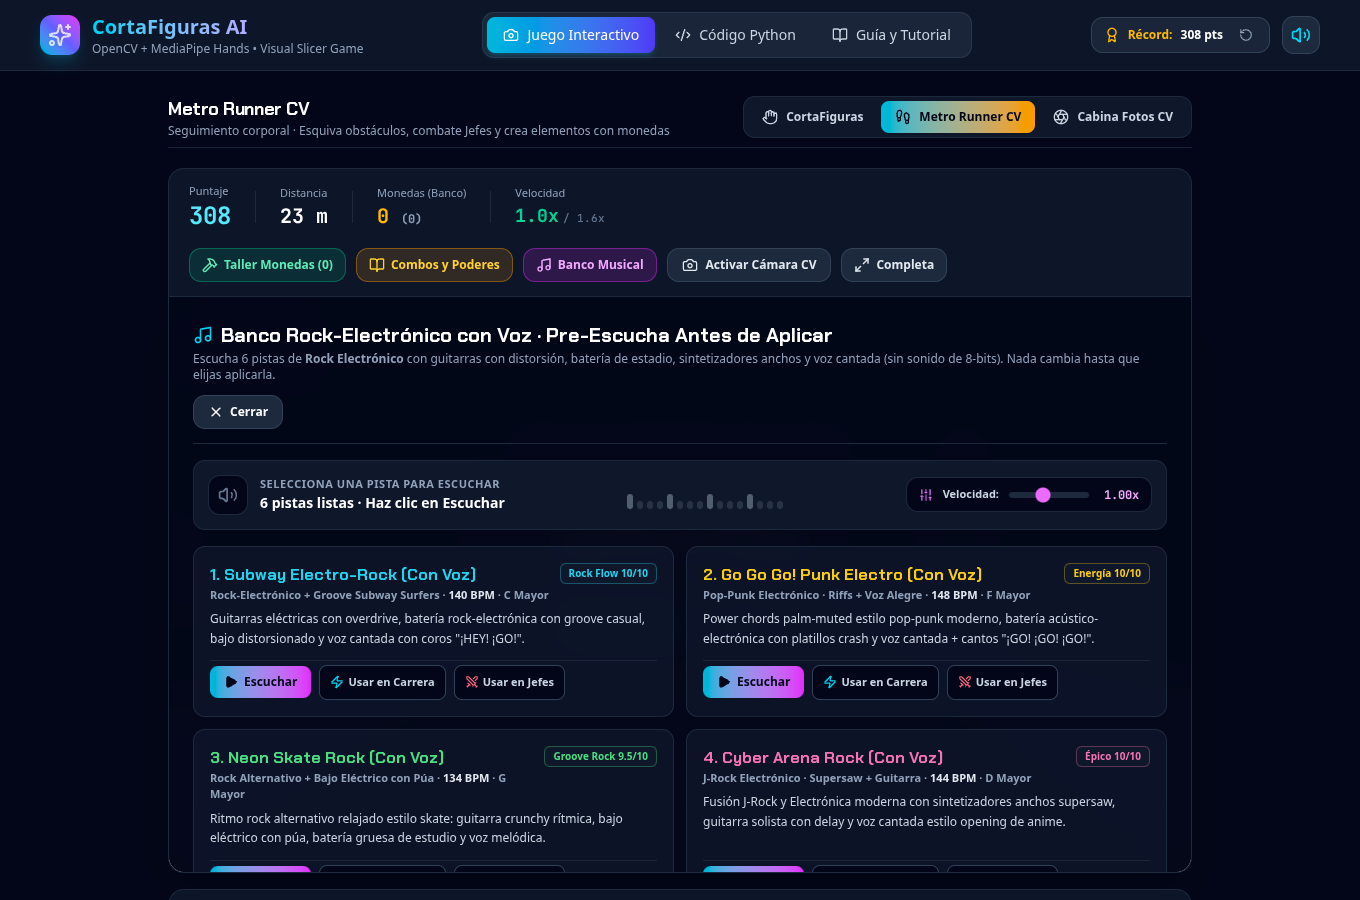 CortaFiguras AI
OpenCV + MediaPipe Hands • Visual Slicer Game
Juego Interactivo
Código Python
Guía y Tutorial
Récord: 308 pts
Metro Runner CV
Seguimiento corporal · Esquiva obstáculos, combate Jefes y crea elementos con monedas
CortaFiguras
Metro Runner CV
Cabina Fotos CV
Puntaje
308
Distancia
23 m
Monedas (Banco)
0 (0)
Velocidad
1.0x / 1.6x
Taller Monedas (0)
Combos y Poderes
Banco Musical
Activar Cámara CV
Completa
Banco Rock-Electrónico con Voz · Pre-Escucha Antes de Aplicar
Escucha 6 pistas de Rock Electrónico con guitarras con distorsión, batería de estadio, sintetizadores anchos y voz cantada (sin sonido de 8-bits). Nada cambia hasta que
elijas aplicarla.
Cerrar
SELECCIONA UNA PISTA PARA ESCUCHAR
6 pistas listas · Haz clic en Escuchar
Velocidad:
1.00x
1. Subway Electro-Rock (Con Voz)
Rock Flow 10/10
Rock-Electrónico + Groove Subway Surfers · 140 BPM · C Mayor
Guitarras eléctricas con overdrive, batería rock-electrónica con groove casual,
bajo distorsionado y voz cantada con coros "¡HEY! ¡GO!".
Escuchar
Usar en Carrera
Usar en Jefes
2. Go Go Go! Punk Electro (Con Voz)
Energía 10/10
Pop-Punk Electrónico · Riffs + Voz Alegre · 148 BPM · F Mayor
Power chords palm-muted estilo pop-punk moderno, batería acústico-
electrónica con platillos crash y voz cantada + cantos "¡GO! ¡GO! ¡GO!".
Escuchar
Usar en Carrera
Usar en Jefes
3. Neon Skate Rock (Con Voz)
Groove Rock 9.5/10
Rock Alternativo + Bajo Eléctrico con Púa · 134 BPM · G
Mayor
Ritmo rock alternativo relajado estilo skate: guitarra crunchy rítmica, bajo
eléctrico con púa, batería gruesa de estudio y voz melódica.
4. Cyber Arena Rock (Con Voz)
Épico 10/10
J-Rock Electrónico · Supersaw + Guitarra · 144 BPM · D Mayor
Fusión J-Rock y Electrónica moderna con sintetizadores anchos supersaw,
guitarra solista con delay y voz cantada estilo opening de anime.